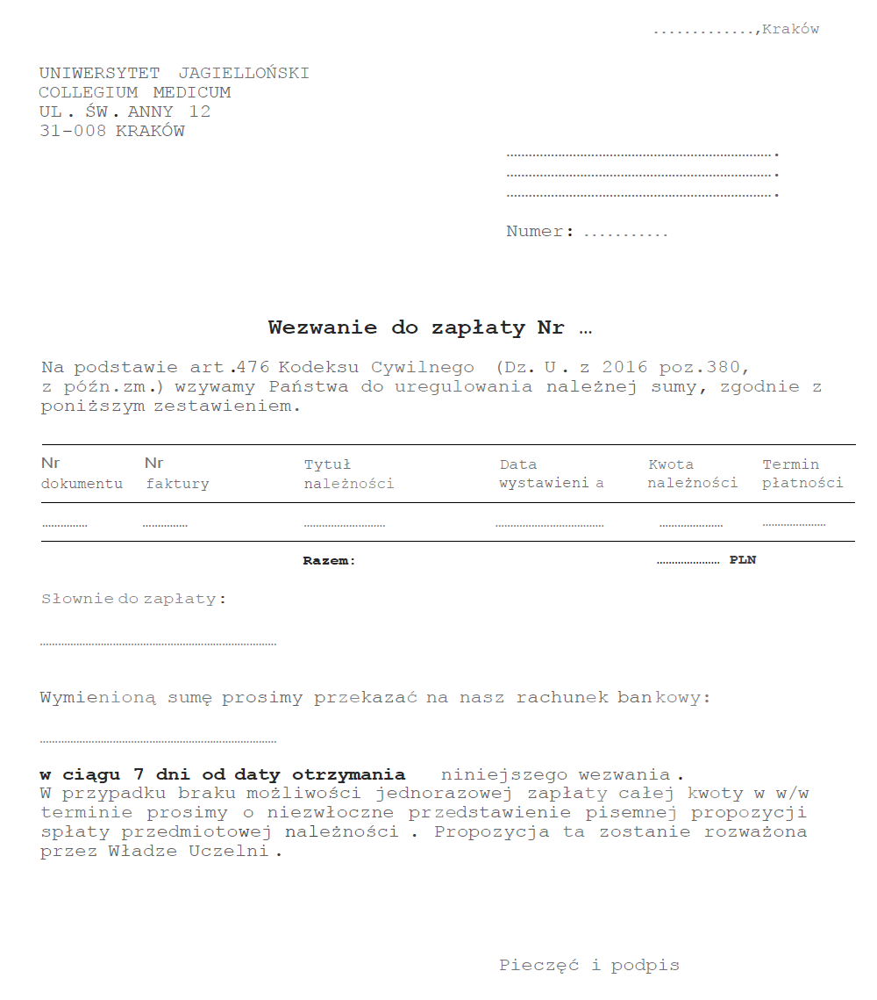 .............,Kraków
UNIWERSYTET JAGIELLOŃSKI
COLLEGIUM MEDICUM
UL. ŚW. ANNY 12
31-008 KRAKÓW
……………………………………………………………………….
……………………………………………………………………….
……………………………………………………………………….
Numer: ...........
Wezwanie do zapłaty Nr …
Na podstawie art.476 Kodeksu Cywilnego (Dz. U. z 2016 poz.380,
z późn.zm.) wzywamy Państwa do uregulowania należnej sumy, zgodnie z
poniższym zestawieniem.
Nr Nr Tytuł Data Kwota Termin
dokumentu faktury należności wystawieni a należności płatności
…………… …………… ……………………… ……………………………… ………………… …………………
Razem: ………………… PLN
Słownie do zapłaty:
……………………………………………………………………
Wymienioną sumę prosimy przekazać na nasz rachunek bankowy:
……………………………………………………………………
w ciągu 7 dni od daty otrzymania niniejszego wezwania.
W przypadku braku możliwości jednorazowej zapłaty całej kwoty w w/w
terminie prosimy o niezwłoczne przedstawienie pisemnej propozycji
spłaty przedmiotowej należności . Propozycja ta zostanie rozważona
przez Władze Uczelni.
Pieczęć i podpis